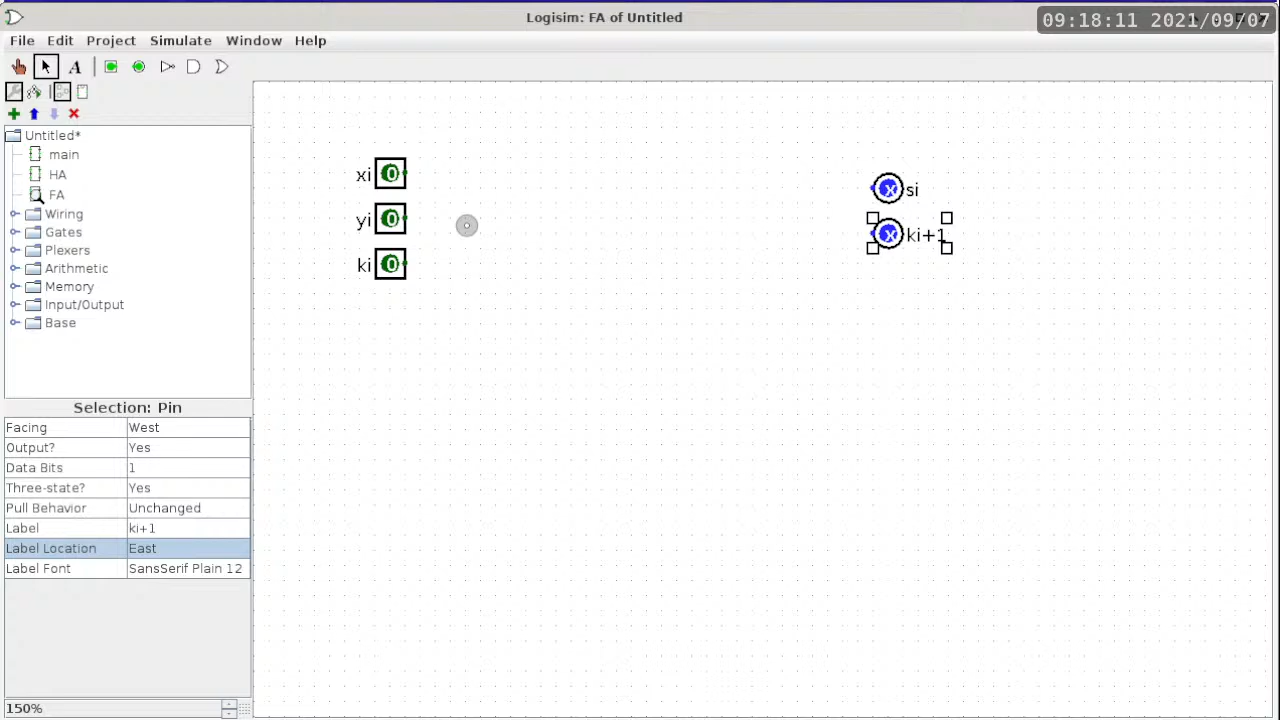 Logisim: FA of Untitled
09:18:11 2021/09/07
File Edit Project Simulate Window Help
A
Untitled*
main
HA
FA
Wiring
Gates
Plexers
Arithmetic
Memory
Input/Output
Base
Selection: Pin
Facing West
Output? Yes
Data Bits 1
Three-state? Yes
Pull Behavior Unchanged
Label ki+1
Label Location East
Label Font SansSerif Plain 12
150%
xi 0
yi 0
ki 0
x si
x ki+1